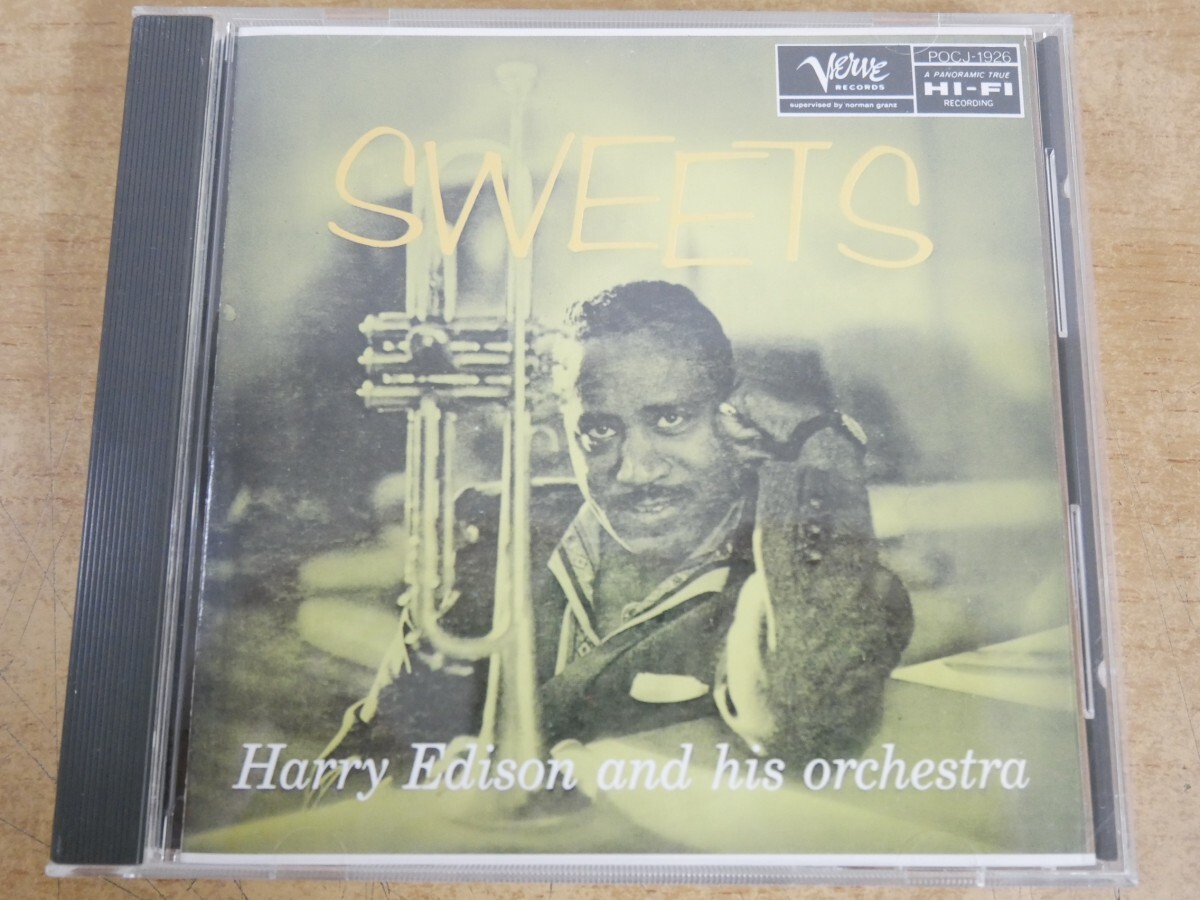 Verve
RECORDS
supervised by norman granz
POCJ-1926
A PANORAMIC TRUE
HI-FI
RECORDING
SWEETS
Harry Edison and his orchestra